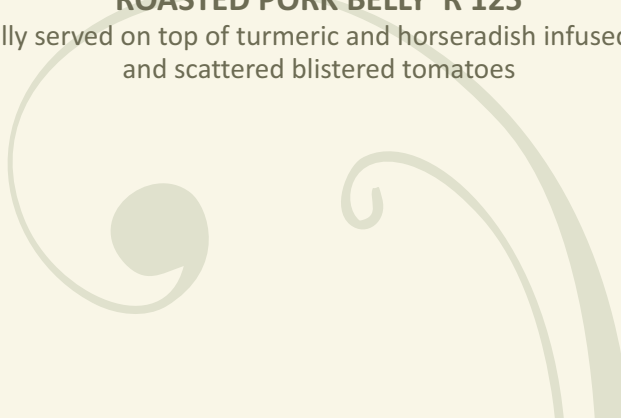 ROASTED PORK BELLY R 125
lly served on top of turmeric and horseradish infused
and scattered blistered tomatoes